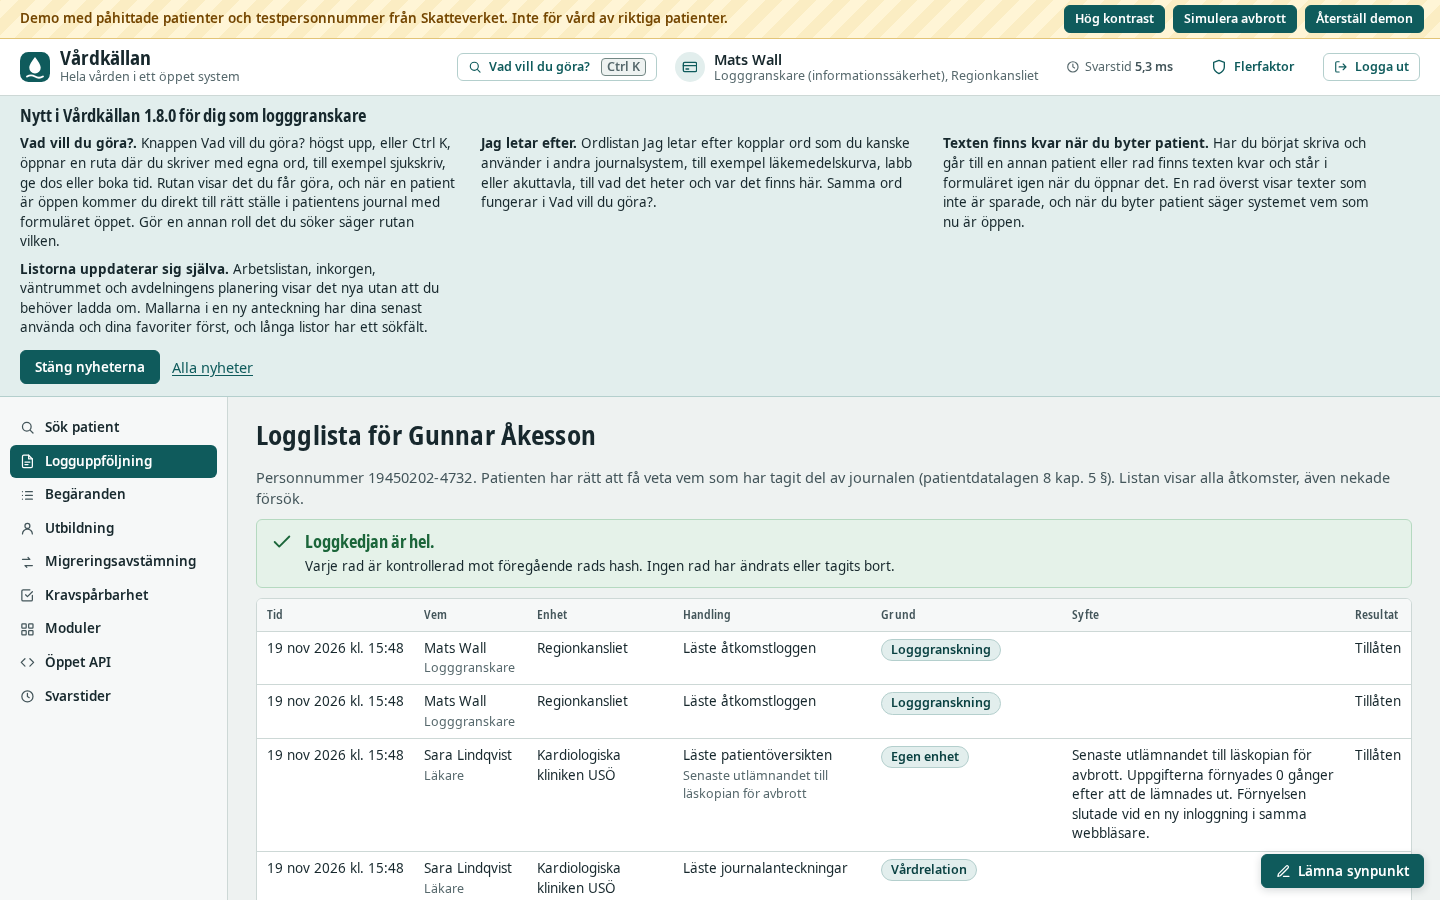 Demo med påhittade patienter och testpersonnummer från Skatteverket. Inte för vård av riktiga patienter.
Hög kontrast
Simulera avbrott
Återställ demon
Vårdkällan
Hela vården i ett öppet system
Vad vill du göra? Ctrl K
Mats Wall
Logggranskare (informationssäkerhet), Regionkansliet
Svarstid 5,3 ms
Flerfaktor
Logga ut
Nytt i Vårdkällan 1.8.0 för dig som logggranskare
Vad vill du göra?. Knappen Vad vill du göra? högst upp, eller Ctrl K,
öppnar en ruta där du skriver med egna ord, till exempel sjukskriv,
ge dos eller boka tid. Rutan visar det du får göra, och när en patient
är öppen kommer du direkt till rätt ställe i patientens journal med
formuläret öppet. Gör en annan roll det du söker säger rutan
vilken.
Jag letar efter. Ordlistan Jag letar efter kopplar ord som du kanske
använder i andra journalsystem, till exempel läkemedelskurva, labb
eller akuttavla, till vad det heter och var det finns här. Samma ord
fungerar i Vad vill du göra?.
Texten finns kvar när du byter patient. Har du börjat skriva och
går till en annan patient eller rad finns texten kvar och står i
formuläret igen när du öppnar det. En rad överst visar texter som
inte är sparade, och när du byter patient säger systemet vem som
nu är öppen.
Listorna uppdaterar sig själva. Arbetslistan, inkorgen,
väntrummet och avdelningens planering visar det nya utan att du
behöver ladda om. Mallarna i en ny anteckning har dina senast
använda och dina favoriter först, och långa listor har ett sökfält.
Stäng nyheterna
Alla nyheter
Sök patient
Logguppföljning
Begäranden
Utbildning
Migreringsavstämning
Kravspårbarhet
Moduler
Öppet API
Svarstider
Logglista för Gunnar Åkesson
Personnummer 19450202-4732. Patienten har rätt att få veta vem som har tagit del av journalen (patientdatalagen 8 kap. 5 §). Listan visar alla åtkomster, även nekade
försök.
Loggkedjan är hel.
Varje rad är kontrollerad mot föregående rads hash. Ingen rad har ändrats eller tagits bort.
Tid Vem Enhet Handling Grund Syfte Resultat
19 nov 2026 kl. 15:48 Mats Wall Regionkansliet Läste åtkomstloggen Logggranskning Tillåten
Logggranskare
19 nov 2026 kl. 15:48 Mats Wall Regionkansliet Läste åtkomstloggen Logggranskning Tillåten
Logggranskare
19 nov 2026 kl. 15:48 Sara Lindqvist Kardiologiska Läste patientöversikten Egen enhet Senaste utlämnandet till läskopian för Tillåten
Läkare kliniken USÖ Senaste utlämnandet till avbrott. Uppgifterna förnyades 0 gånger
läskopian för avbrott efter att de lämnades ut. Förnyelsen
slutade vid en ny inloggning i samma
webbläsare.
19 nov 2026 kl. 15:48 Sara Lindqvist Kardiologiska Läste journalanteckningar Vårdrelation
Läkare kliniken USÖ
Lämna synpunkt